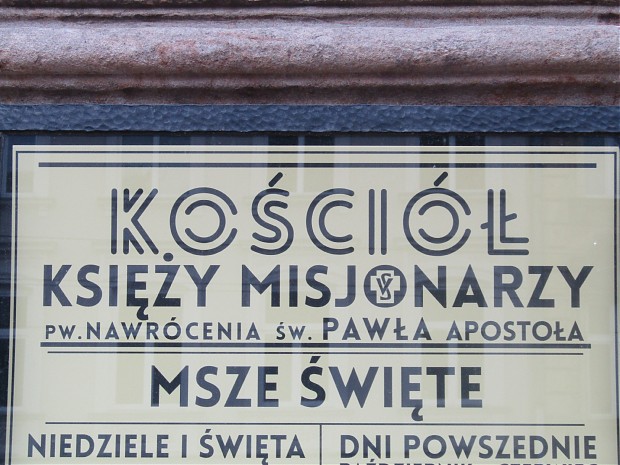 KOŚCIÓŁ
KSIĘŻY MISJONARZY
PW. NAWRÓCENIA ŚW. PAWŁA APOSTOŁA
MSZE ŚWIĘTE
NIEDZIELE I ŚWIĘTA
DNI POWSZEDNIE